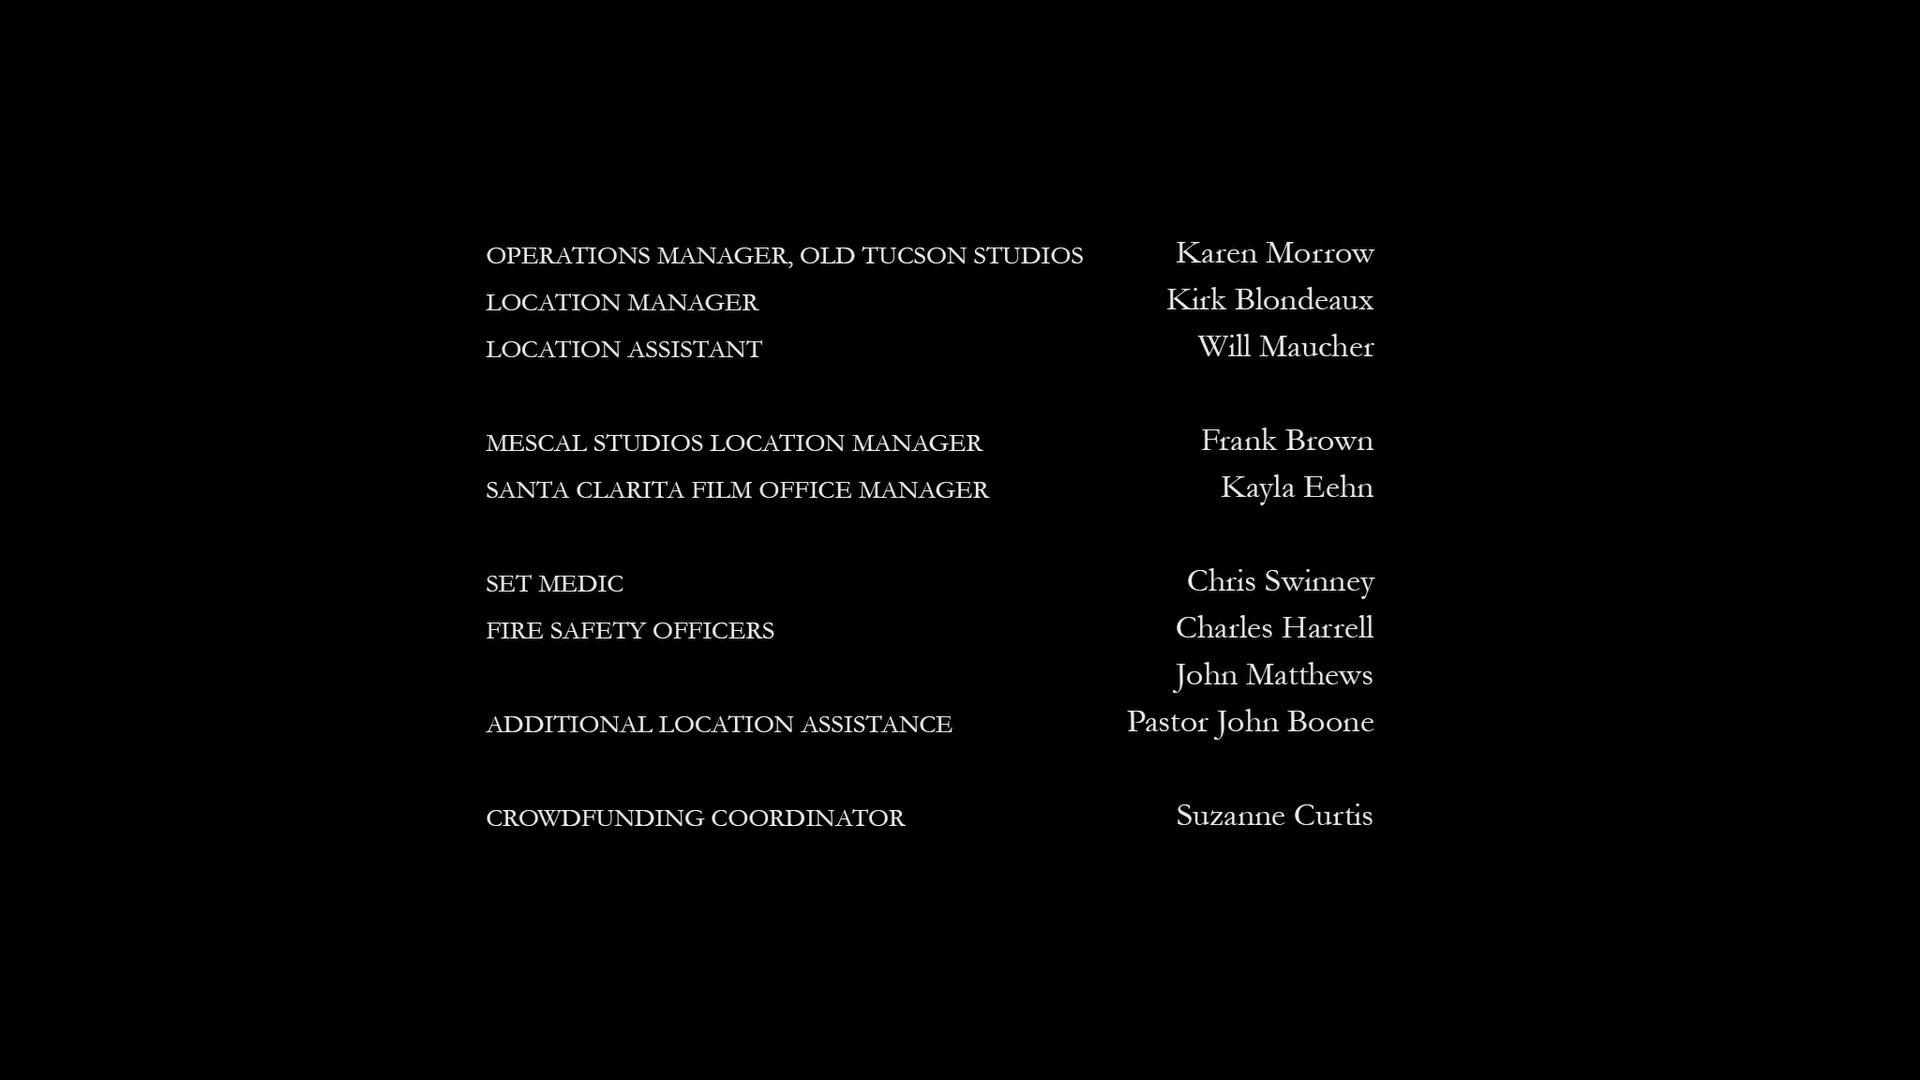 OPERATIONS MANAGER, OLD TUCSON STUDIOS Karen Morrow
LOCATION MANAGER Kirk Blondeaux
LOCATION ASSISTANT Will Maucher
MESCAL STUDIOS LOCATION MANAGER Frank Brown
SANTA CLARITA FILM OFFICE MANAGER Kayla Eehn
SET MEDIC Chris Swinney
FIRE SAFETY OFFICERS Charles Harrell
John Matthews
ADDITIONAL LOCATION ASSISTANCE Pastor John Boone
CROWDFUNDING COORDINATOR Suzanne Curtis